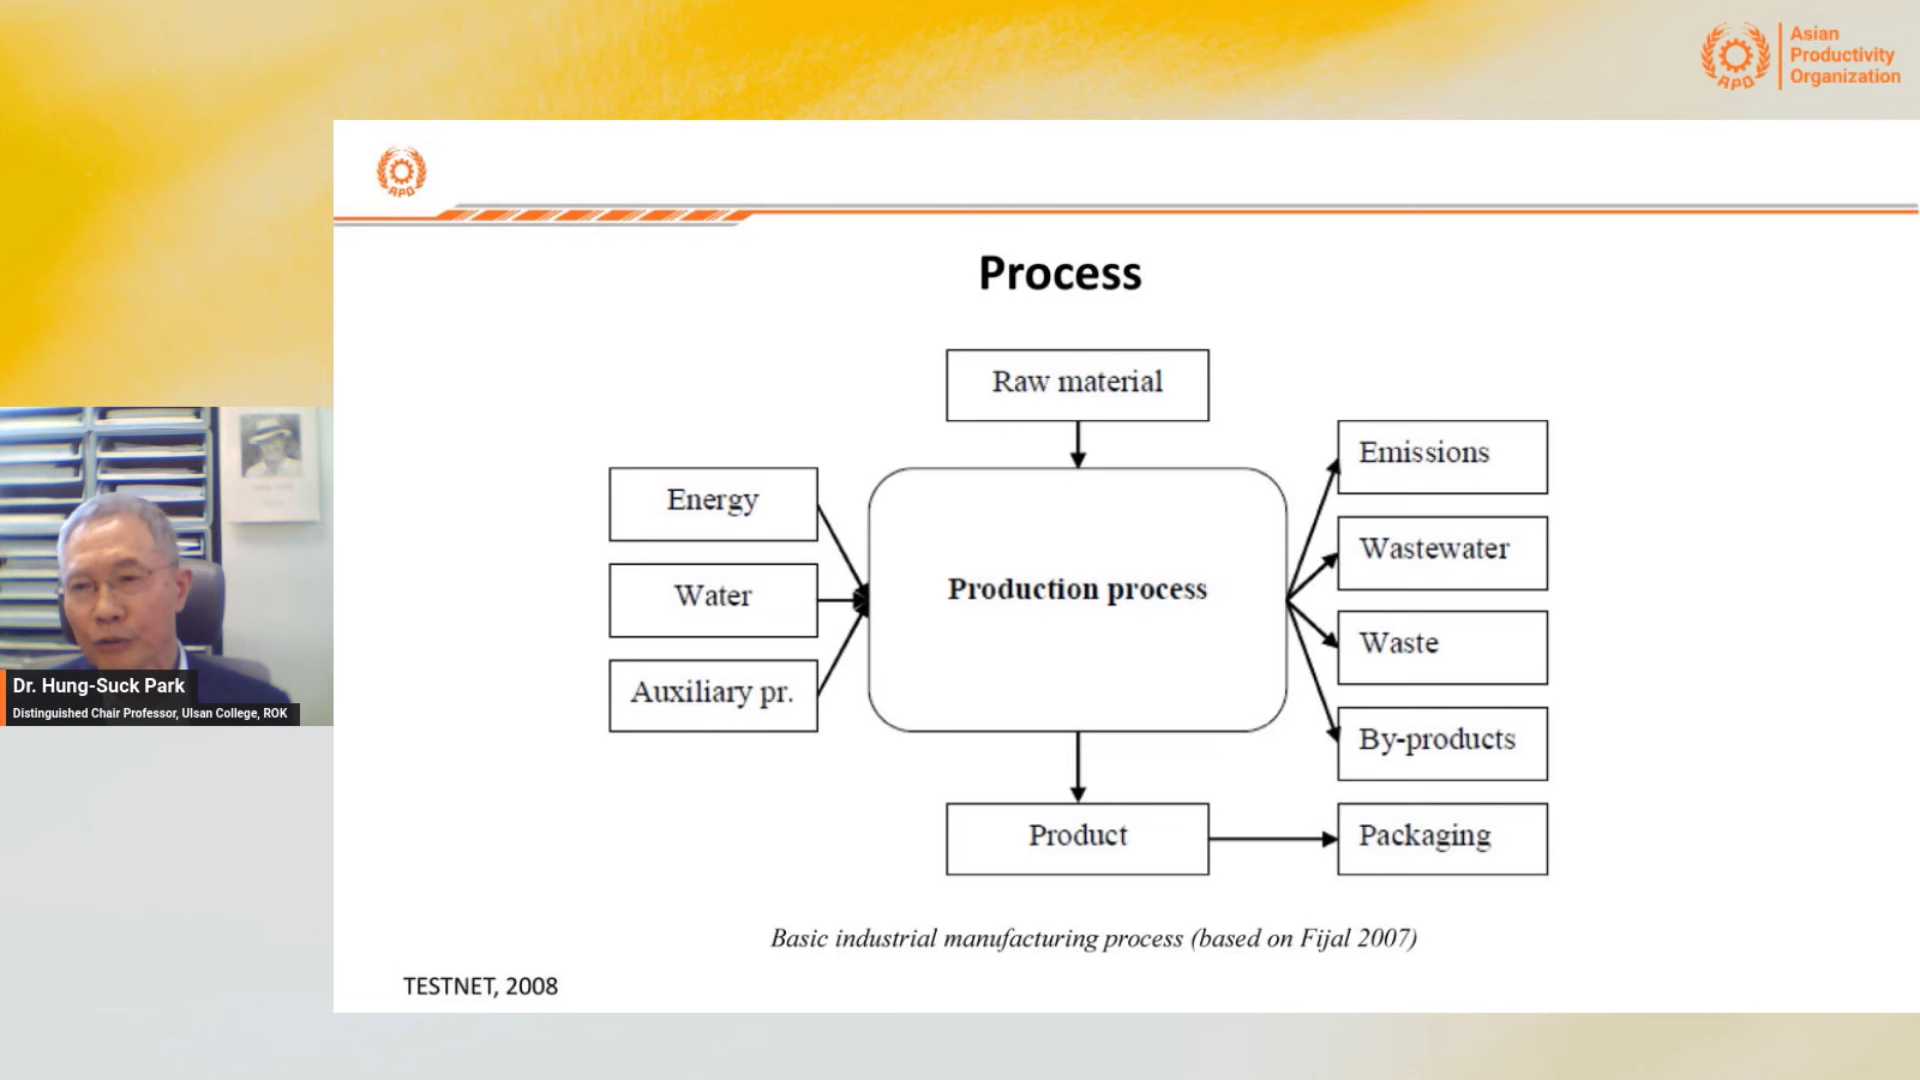 Asian
Productivity
Organization
APO
APO
Process
Raw material
Energy
Water
Auxiliary pr.
Production process
Emissions
Wastewater
Waste
By-products
Product
Packaging
Basic industrial manufacturing process (based on Fijal 2007)
TESTNET, 2008
Dr. Hung-Suck Park
Distinguished Chair Professor, Ulsan College, ROK